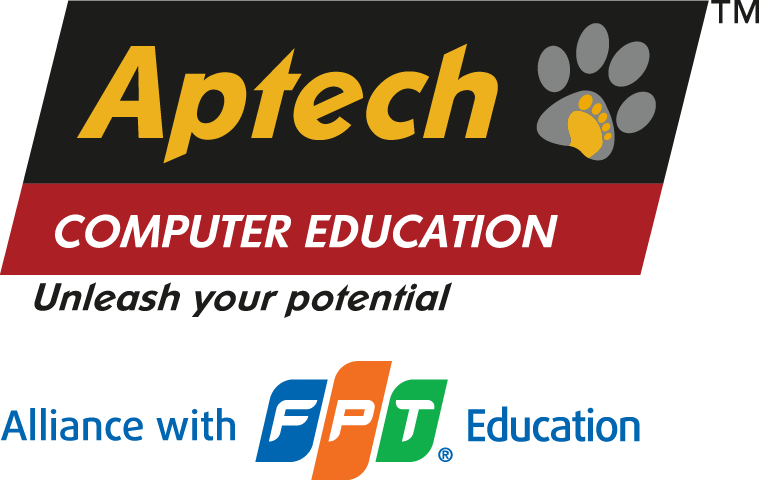 Aptech
TM
COMPUTER EDUCATION
Unleash your potential
Alliance with FPT® Education